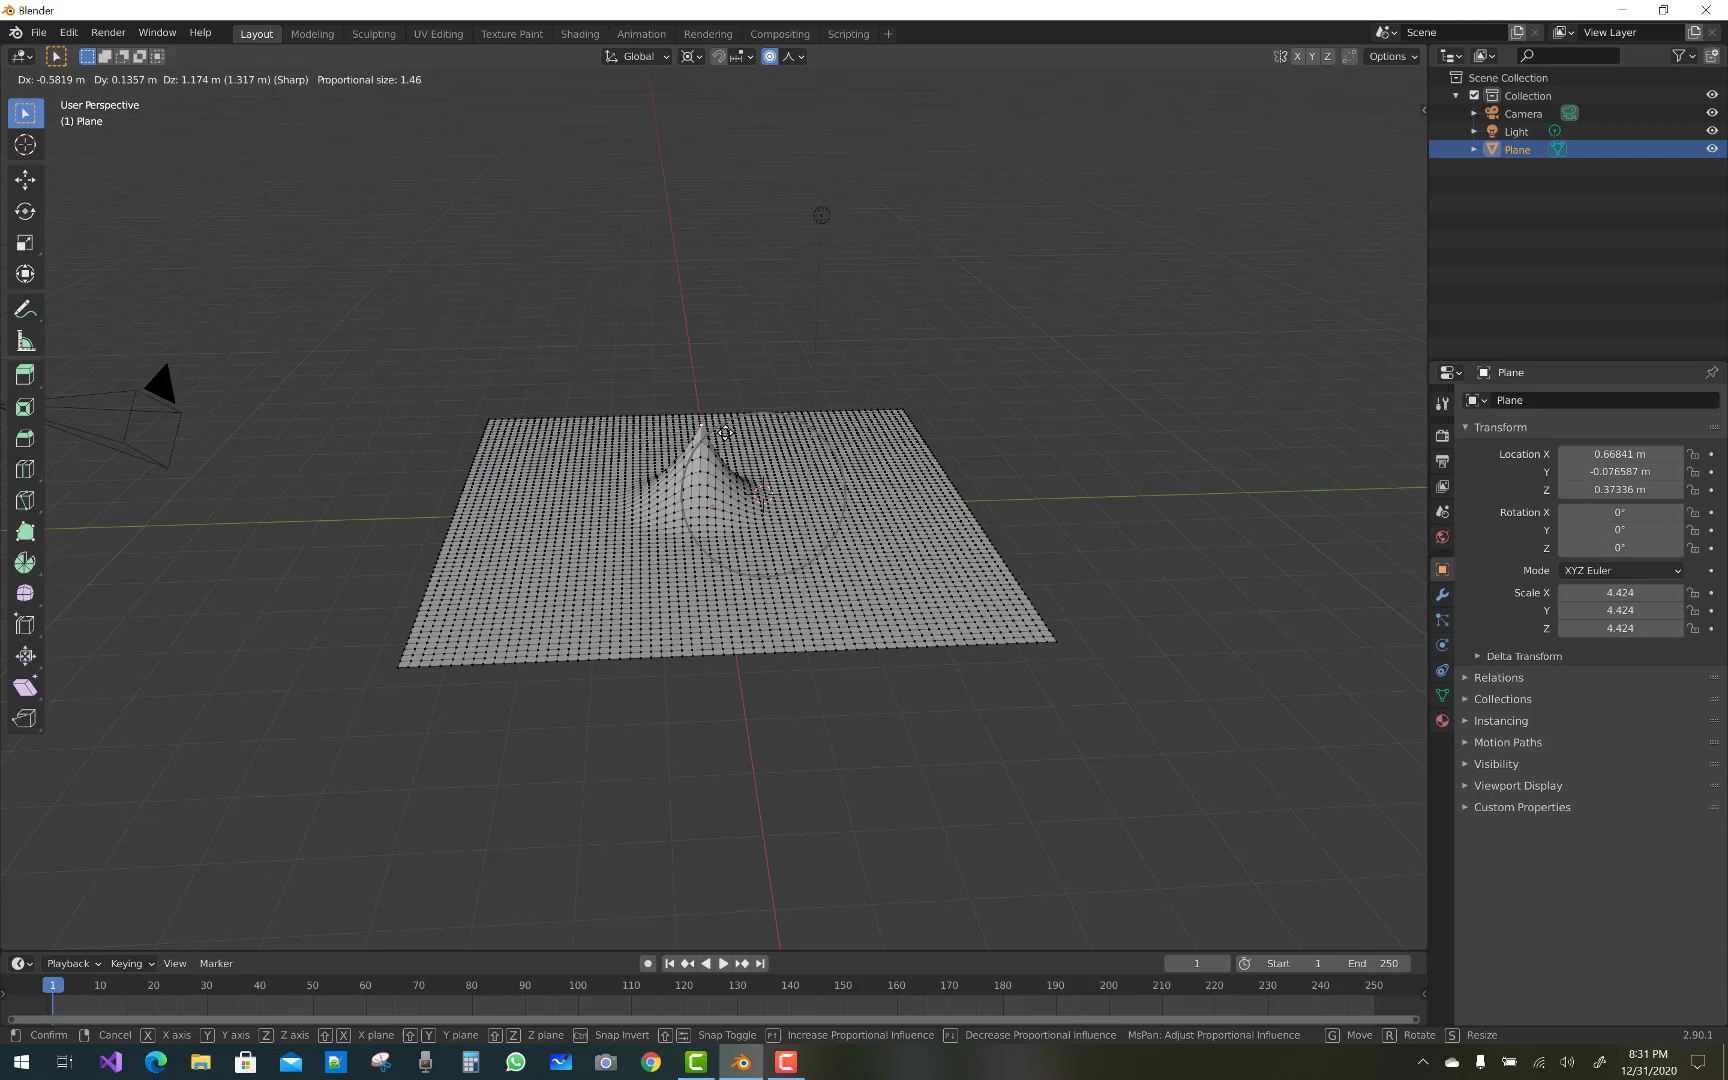 Blender
File Edit Render Window Help
Layout Modeling Sculpting UV Editing Texture Paint Shading Animation Rendering Compositing Scripting +
Scene
View Layer
Global
X Y Z
Options
Dx: -0.5819 m Dy: 0.1357 m Dz: 1.174 m (1.317 m) (Sharp) Proportional size: 1.46
User Perspective
(1) Plane
Scene Collection
Collection
Camera
Light
Plane
Plane
Plane
Transform
Location X 0.66841 m
Y -0.076587 m
Z 0.37336 m
Rotation X 0°
Y 0°
Z 0°
Mode XYZ Euler
Scale X 4.424
Y 4.424
Z 4.424
Delta Transform
Relations
Collections
Instancing
Motion Paths
Visibility
Viewport Display
Custom Properties
Playback Keying View Marker
1 Start 1 End 250
1 10 20 30 40 50 60 70 80 90 100 110 120 130 140 150 160 170 180 190 200 210 220 230 240 250
Confirm Cancel X X axis Y Y axis Z Z axis X X plane Y Y plane Z Z plane Ctrl Snap Invert Snap Toggle Increase Proportional Influence Decrease Proportional Influence MsPan: Adjust Proportional Influence G Move R Rotate S Resize 2.90.1
8:31 PM
12/31/2020